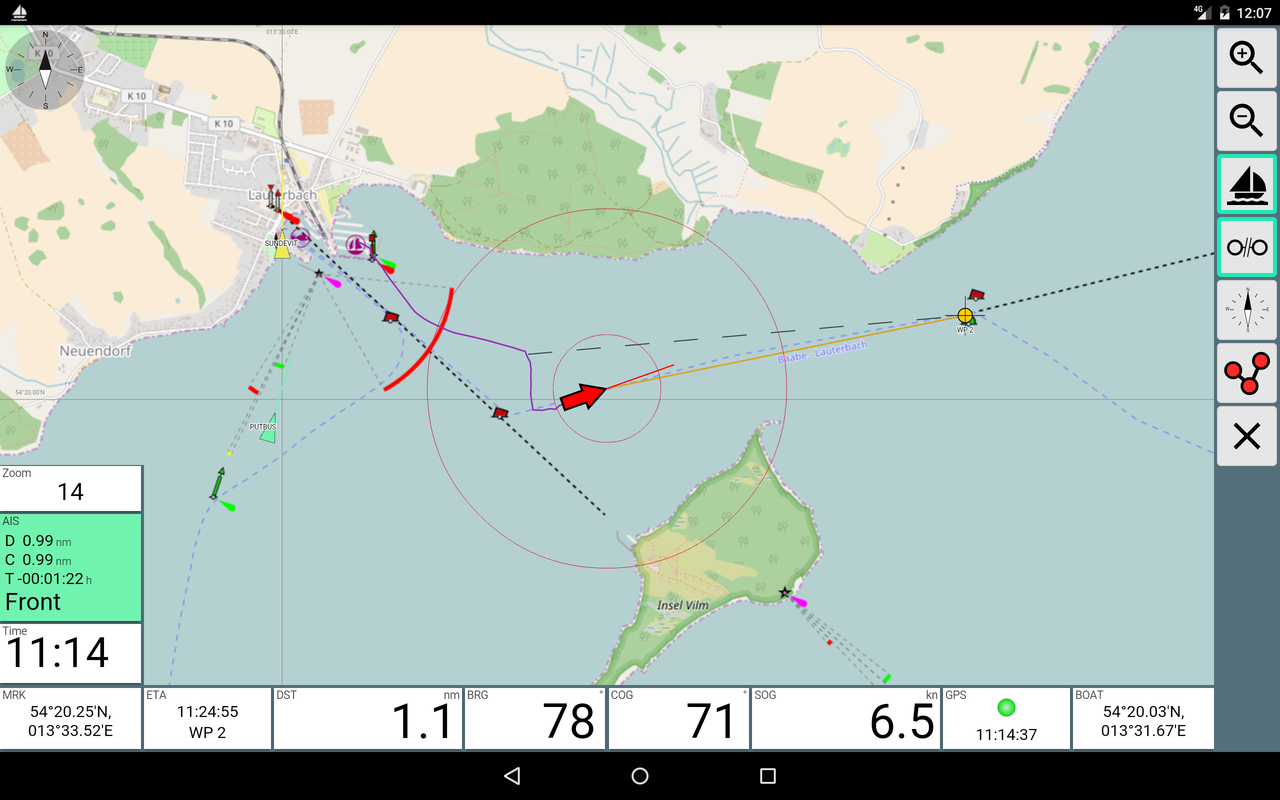 4G 12:07
013°30.00'E
N
W
E
S
K 10
K 10
K 10
Lauterbach
SUNDEVIT
Neuendorf
54°20.00'N
PUTBUS
WP 2
Baabe - Lauterbach
Insel Vilm
W E
Zoom
14
AIS
D 0.99 nm
C 0.99 nm
T -00:01:22 h
Front
Time
11:14
MRK
54°20.25'N,
013°33.52'E
ETA
11:24:55
WP 2
DST nm
1.1
BRG °
78
COG °
71
SOG kn
6.5
GPS
11:14:37
BOAT
54°20.03'N,
013°31.67'E